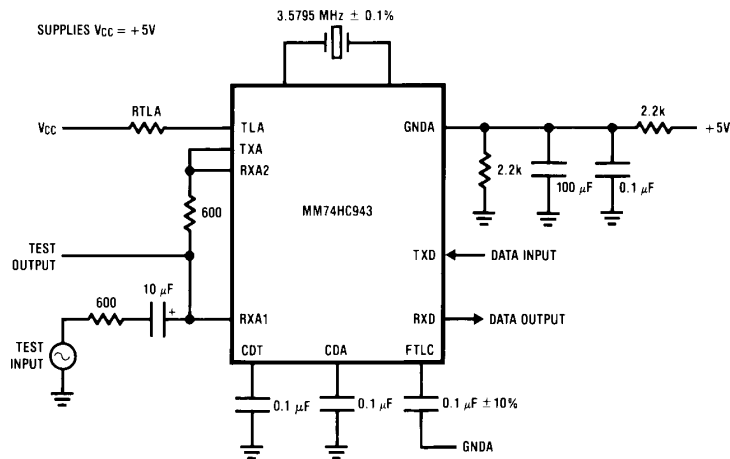 3.5795 MHz ± 0.1%
SUPPLIES VCC = +5V
RTLA
VCC
TLA
GNDA
2.2k
+5V
TXA
RXA2
2.2k
100 µF
0.1 µF
600
MM74HC943
TEST
OUTPUT
TXD
DATA INPUT
10 µF
600
+
RXA1
RXD
DATA OUTPUT
TEST
INPUT
CDT
CDA
FTLC
0.1 µF
0.1 µF
0.1 µF ±10%
GNDA